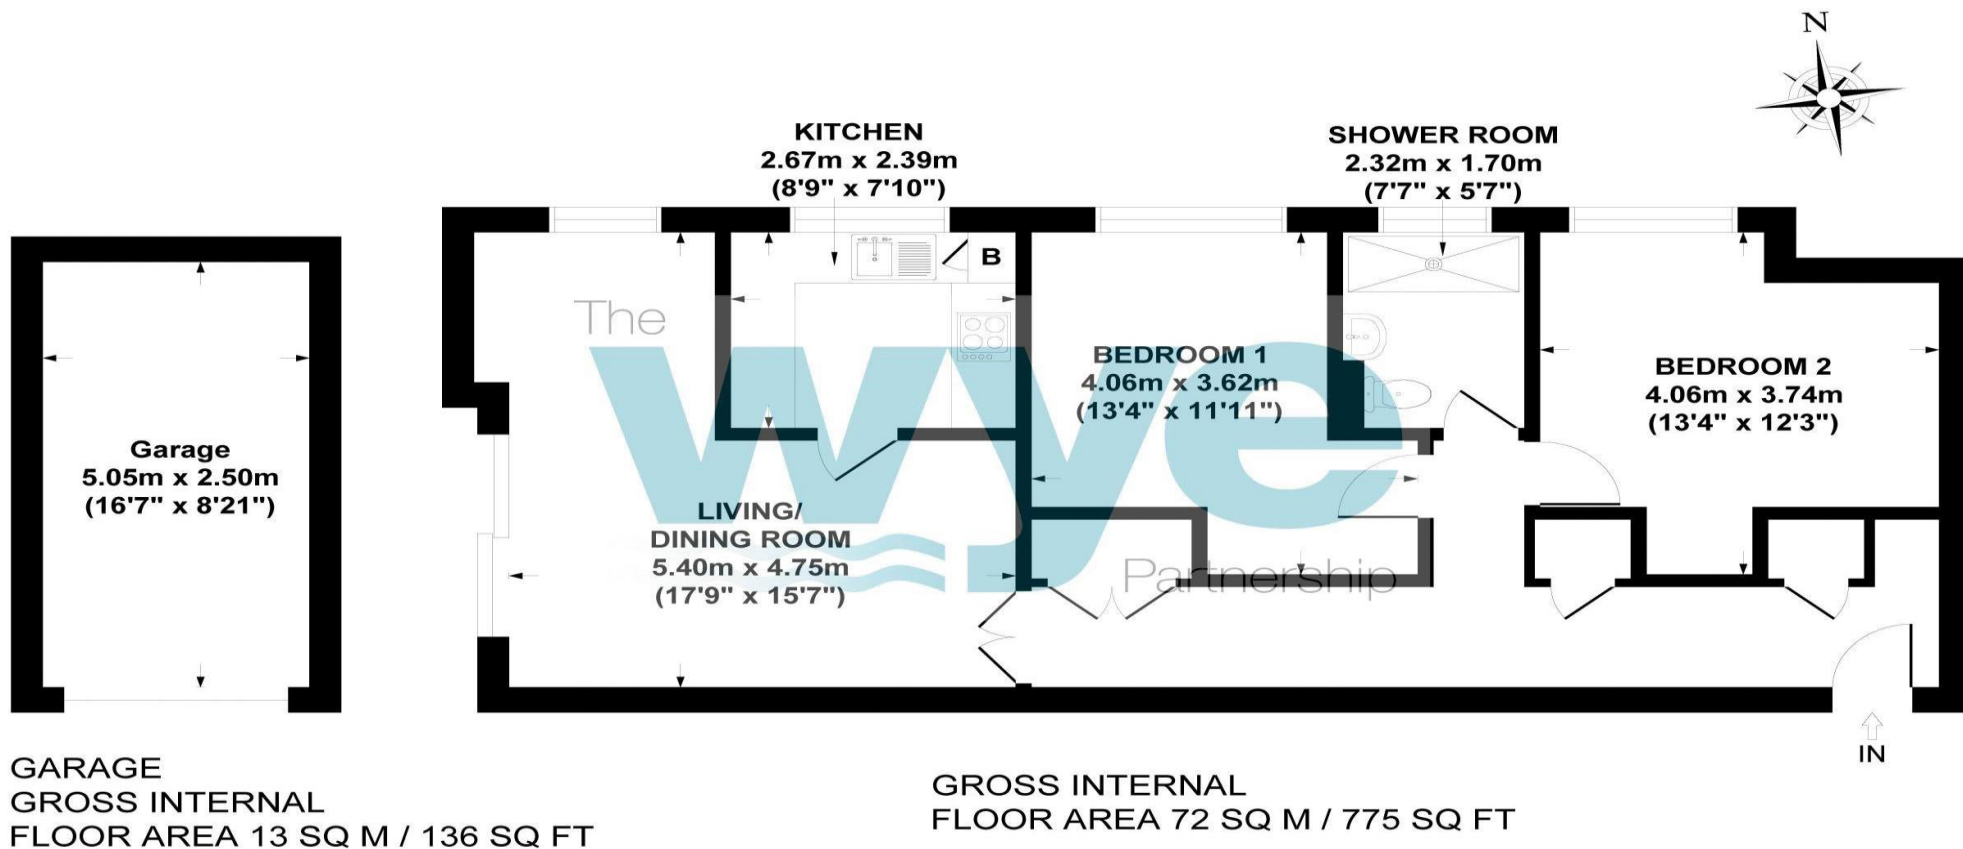 N
KITCHEN
2.67m x 2.39m
(8'9" x 7'10")
SHOWER ROOM
2.32m x 1.70m
(7'7" x 5'7")
B
The
wye
Partnership
BEDROOM 1
4.06m x 3.62m
(13'4" x 11'11")
BEDROOM 2
4.06m x 3.74m
(13'4" x 12'3")
Garage
5.05m x 2.50m
(16'7" x 8'21")
LIVING/
DINING ROOM
5.40m x 4.75m
(17'9" x 15'7")
IN
GARAGE
GROSS INTERNAL
FLOOR AREA 13 SQ M / 136 SQ FT
GROSS INTERNAL
FLOOR AREA 72 SQ M / 775 SQ FT